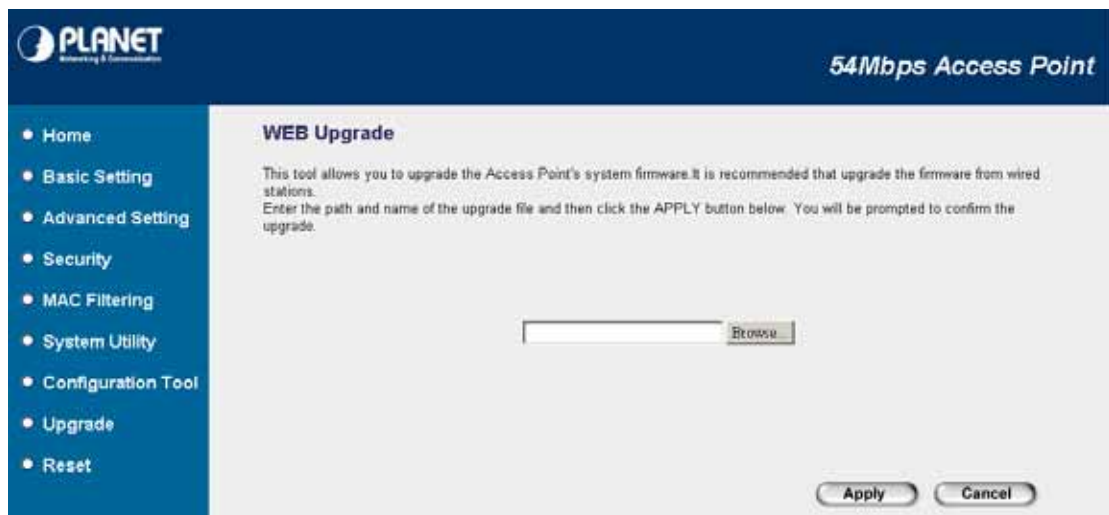 PLANET
Networking & Communication
54Mbps Access Point
Home
Basic Setting
Advanced Setting
Security
MAC Filtering
System Utility
Configuration Tool
Upgrade
Reset
WEB Upgrade
This tool allows you to upgrade the Access Point's system firmware.It is recommended that upgrade the firmware from wired
stations.
Enter the path and name of the upgrade file and then click the APPLY button below. You will be prompted to confirm the
upgrade.
Browse...
Apply
Cancel